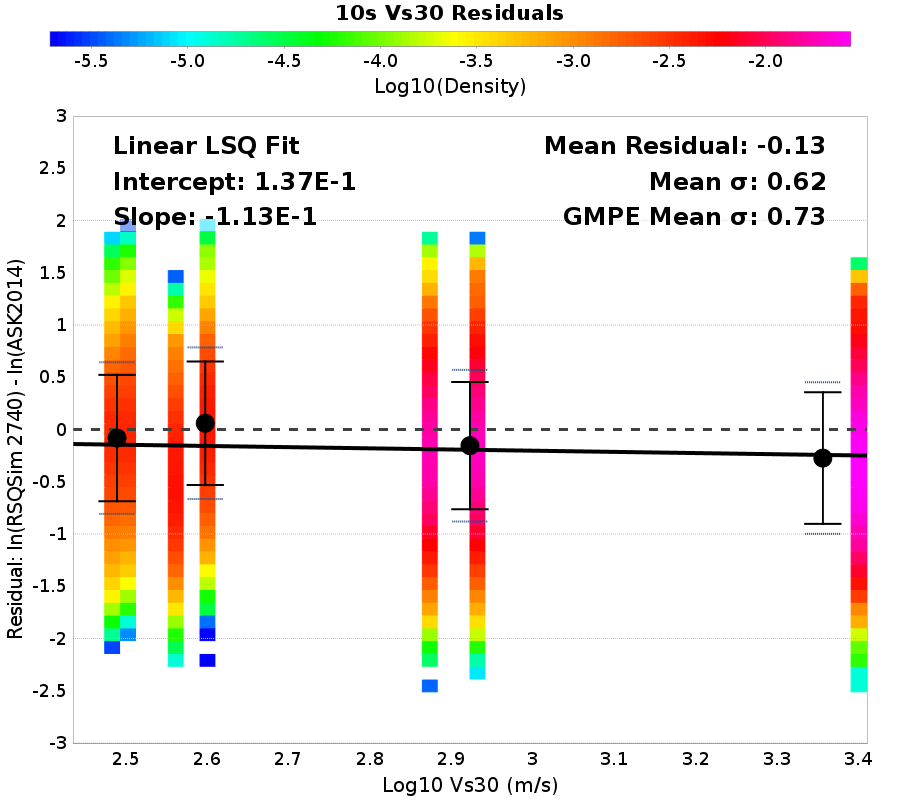 10s Vs30 Residuals
-5.5 -5.0 -4.5 -4.0 -3.5 -3.0 -2.5 -2.0
Log10(Density)
Linear LSQ Fit
Intercept: 1.37E-1
Slope: -1.13E-1
Mean Residual: -0.13
Mean σ: 0.62
GMPE Mean σ: 0.73
Residual: ln(RSQSim 2740) - ln(ASK2014)
3
2.5
2
1.5
1
0.5
0
-0.5
-1
-1.5
-2
-2.5
-3
2.5 2.6 2.7 2.8 2.9 3 3.1 3.2 3.3 3.4
Log10 Vs30 (m/s)